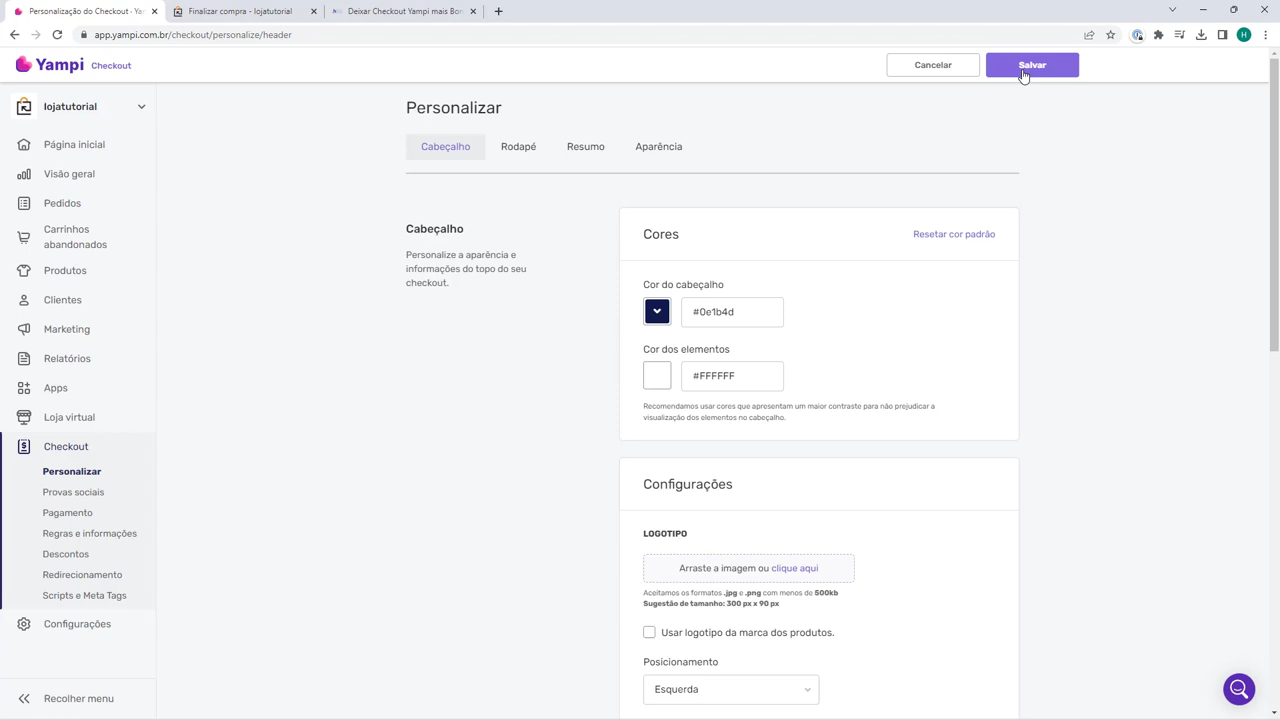 Personalização do Checkout · Ya
Finalizar compra - lojatutorial
Deixar Checkout Yampi mais Bon
app.yampi.com.br/checkout/personalize/header
H
Yampi Checkout
Cancelar
Salvar
lojatutorial
Página inicial
Visão geral
Pedidos
Carrinhos
abandonados
Produtos
Clientes
Marketing
Relatórios
Apps
Loja virtual
Checkout
Personalizar
Provas sociais
Pagamento
Regras e informações
Descontos
Redirecionamento
Scripts e Meta Tags
Configurações
Recolher menu
Personalizar
Cabeçalho
Rodapé
Resumo
Aparência
Cabeçalho
Personalize a aparência e
informações do topo do seu
checkout.
Cores
Resetar cor padrão
Cor do cabeçalho
#0e1b4d
Cor dos elementos
#FFFFFF
Recomendamos usar cores que apresentam um maior contraste para não prejudicar a
visualização dos elementos no cabeçalho.
Configurações
LOGOTIPO
Arraste a imagem ou clique aqui
Aceitamos os formatos .jpg e .png com menos de 500kb
Sugestão de tamanho: 300 px x 90 px
Usar logotipo da marca dos produtos.
Posicionamento
Esquerda